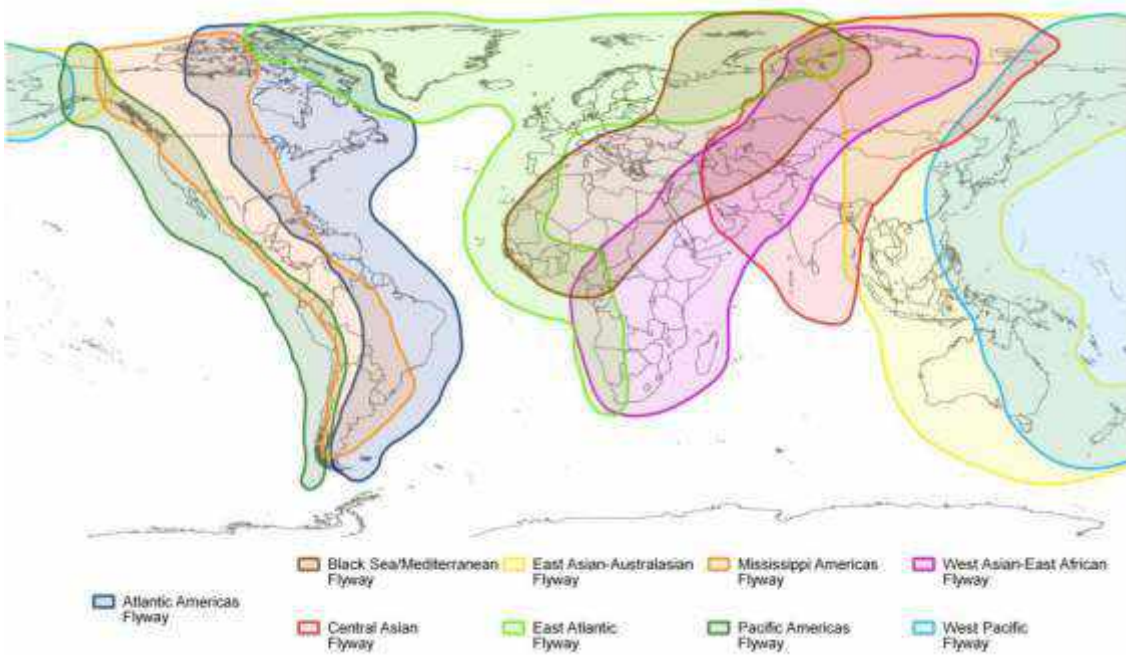 Black Sea/Mediterranean
Flyway
East Asian-Australasian
Flyway
Mississippi Americas
Flyway
West Asian-East African
Flyway
Atlantic Americas
Flyway
Central Asian
Flyway
East Atlantic
Flyway
Pacific Americas
Flyway
West Pacific
Flyway